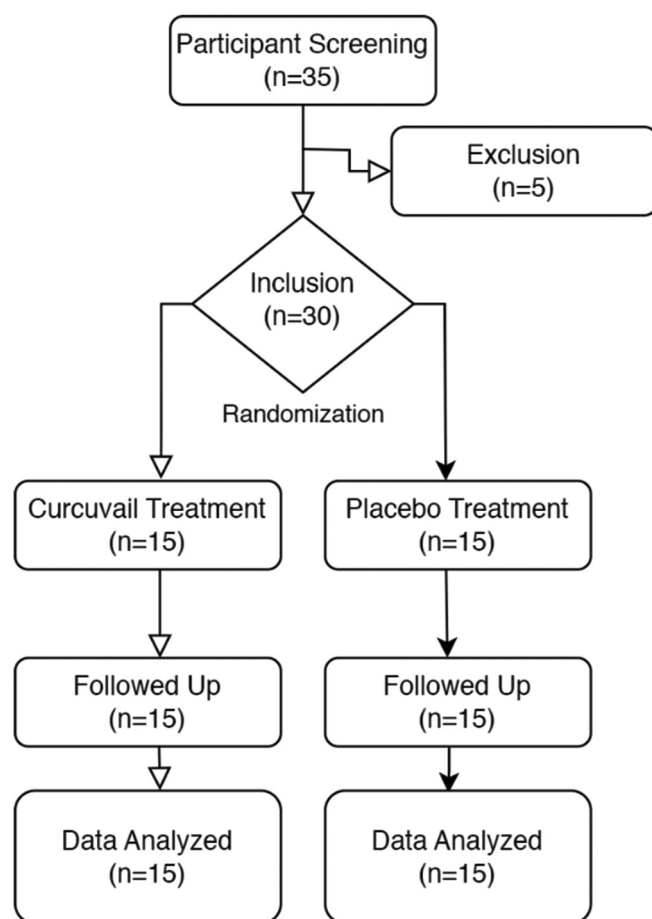 Participant Screening
(n=35)
Exclusion
(n=5)
Inclusion
(n=30)
Randomization
Curcuvail Treatment
(n=15)
Placebo Treatment
(n=15)
Followed Up
(n=15)
Followed Up
(n=15)
Data Analyzed
(n=15)
Data Analyzed
(n=15)